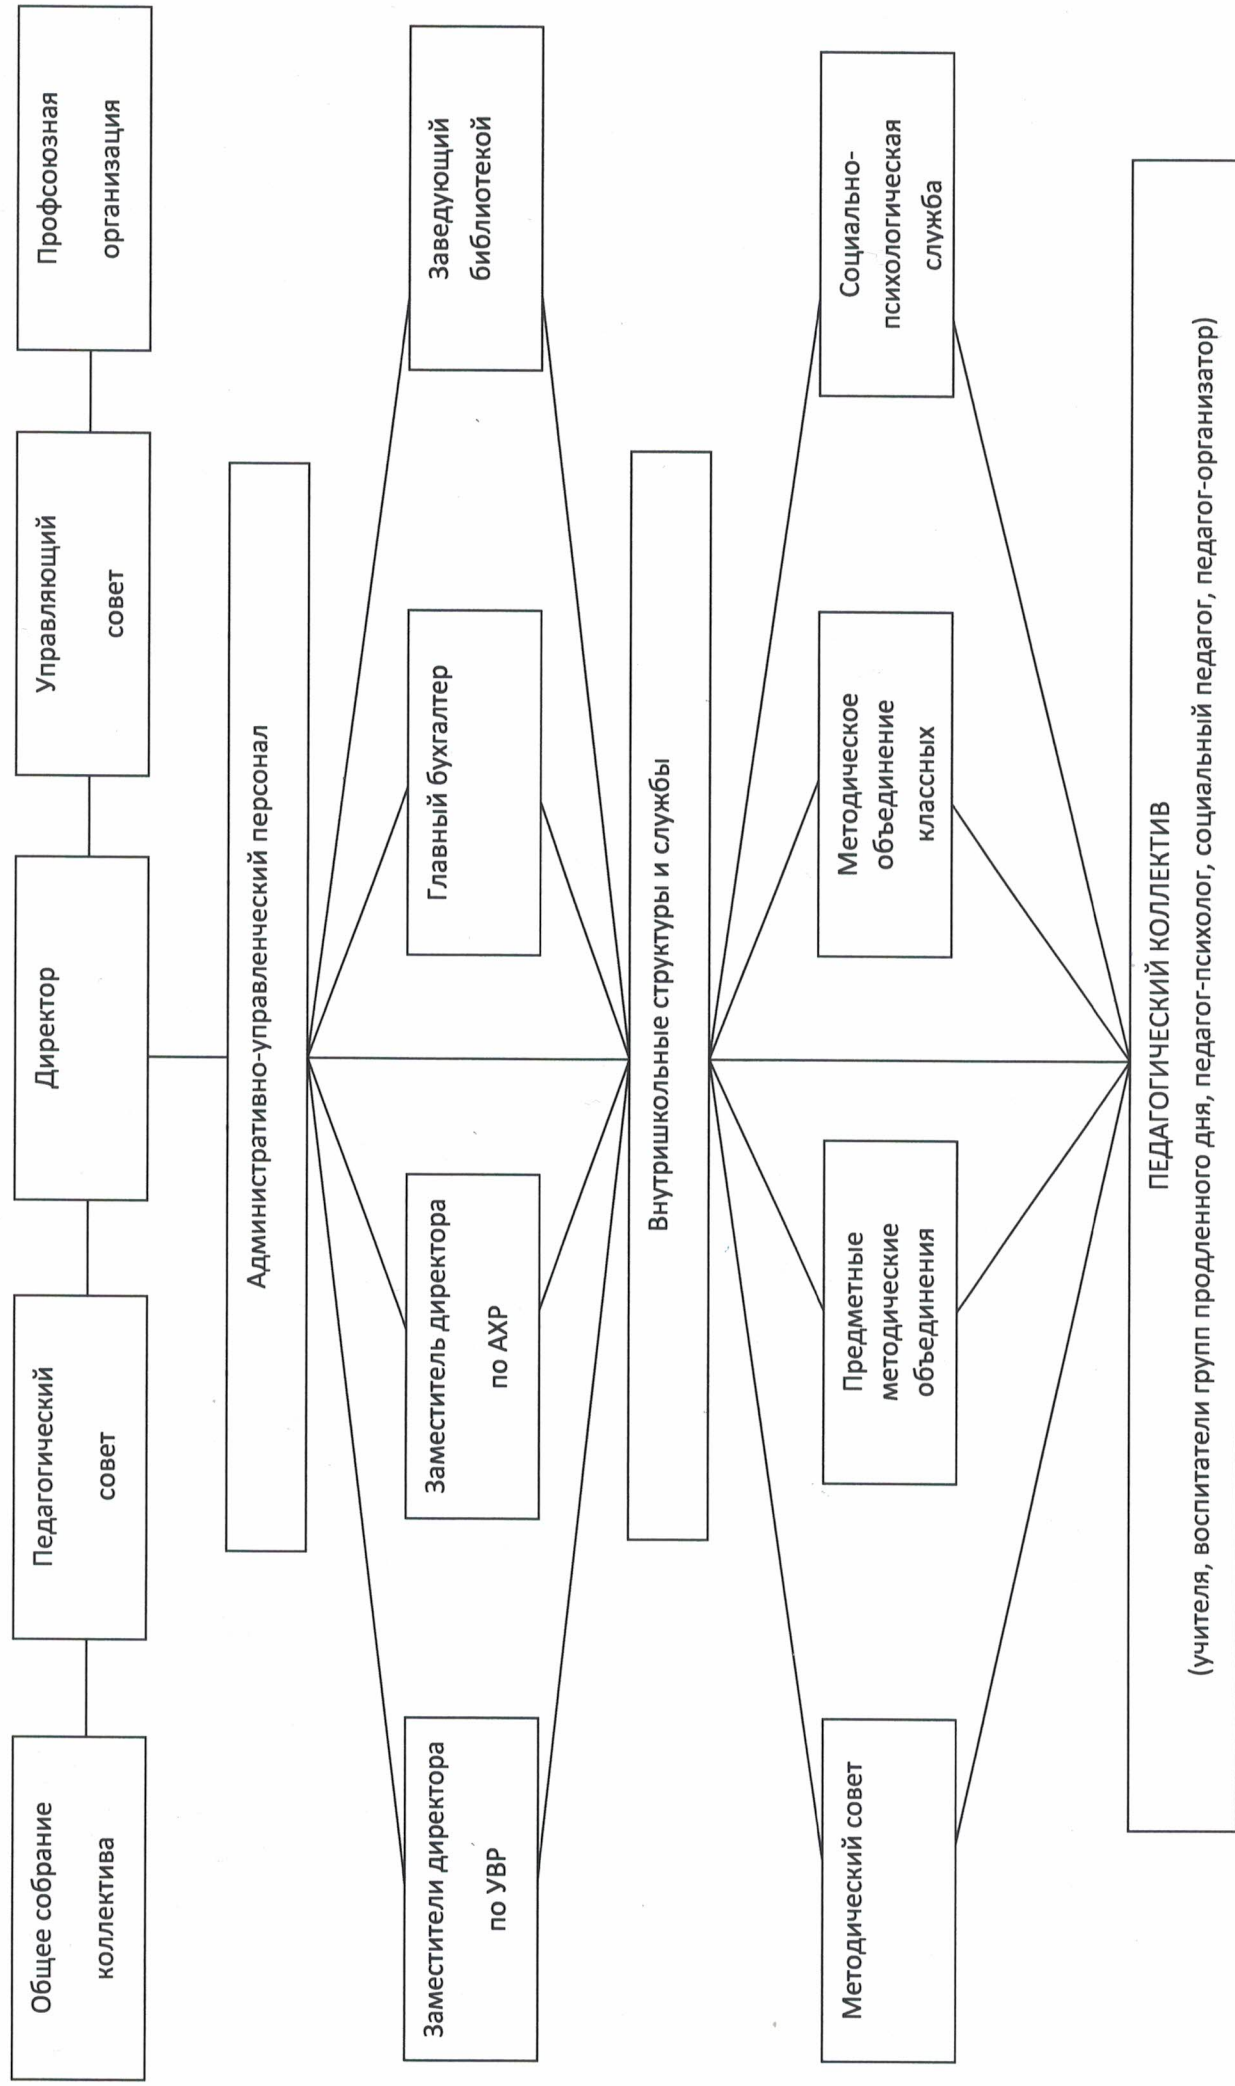 Общее собрание
коллектива
Педагогический
совет
Директор
Управляющий
совет
Профсоюзная
организация
Административно-управленческий персонал
Заместители директора
по УВР
Заместитель директора
по АХР
Главный бухгалтер
Заведующий
библиотекой
Внутришкольные структуры и службы
Методический совет
Предметные
методические
объединения
Методическое
объединение
классных
Социально-
психологическая
служба
ПЕДАГОГИЧЕСКИЙ КОЛЛЕКТИВ
(учителя, воспитатели групп продленного дня, педагог-психолог, социальный педагог, педагог-организатор)